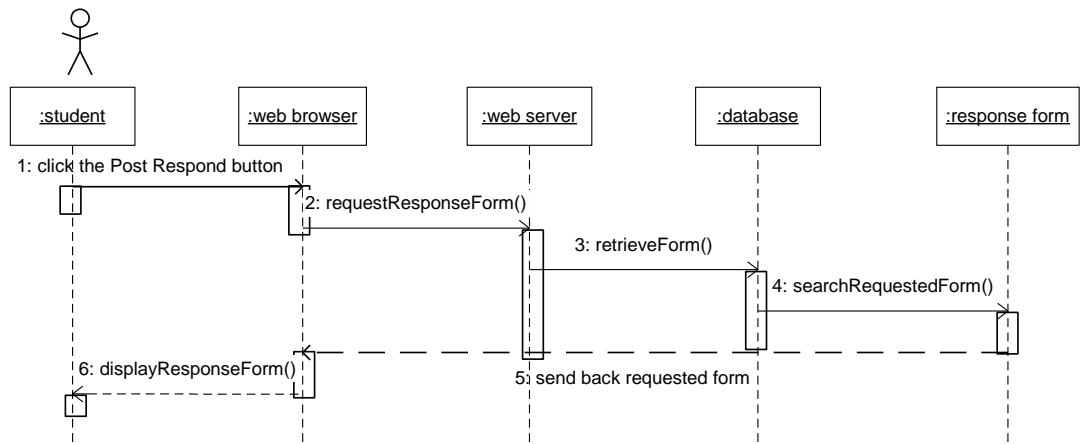 :student
:web browser
:web server
:database
:response form
1: click the Post Respond button
2: requestResponseForm()
3: retrieveForm()
4: searchRequestedForm()
6: displayResponseForm()
5: send back requested form